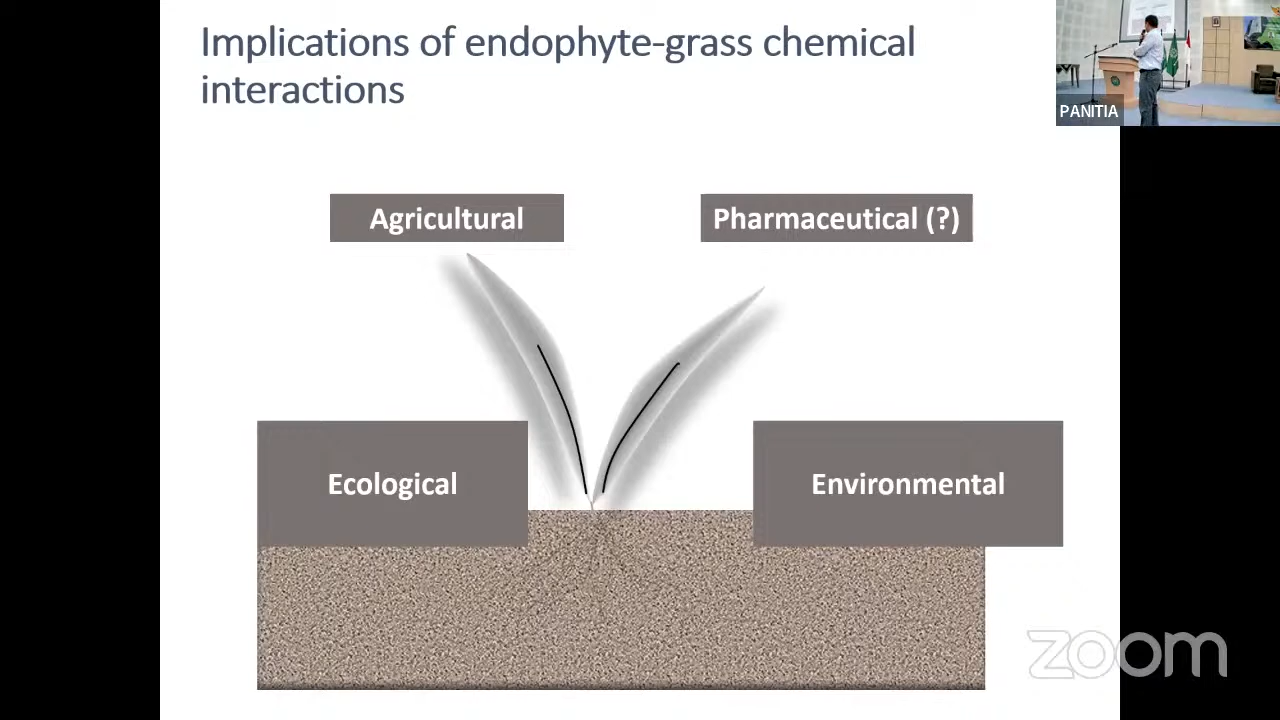 Implications of endophyte-grass chemical
interactions
PANITIA
Agricultural
Pharmaceutical (?)
Ecological
Environmental
zoom